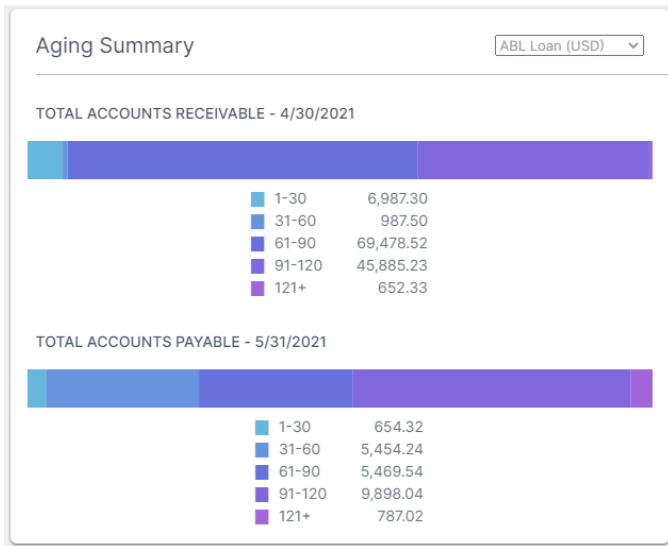 Aging Summary
ABL Loan (USD)
TOTAL ACCOUNTS RECEIVABLE - 4/30/2021
1-30 6,987.30
31-60 987.50
61-90 69,478.52
91-120 45,885.23
121+ 652.33
TOTAL ACCOUNTS PAYABLE - 5/31/2021
1-30 654.32
31-60 5,454.24
61-90 5,469.54
91-120 9,898.04
121+ 787.02